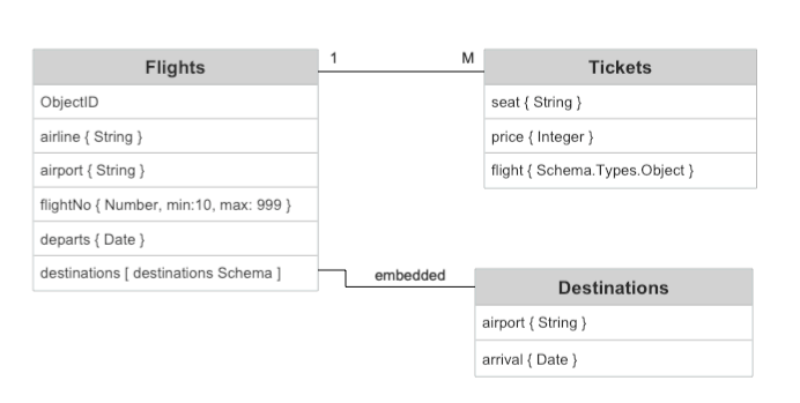 Flights
ObjectID
airline { String }
airport { String }
flightNo { Number, min:10, max: 999 }
departs { Date }
destinations [ destinations Schema ]
1
M
Tickets
seat { String }
price { Integer }
flight { Schema.Types.Object }
embedded
Destinations
airport { String }
arrival { Date }